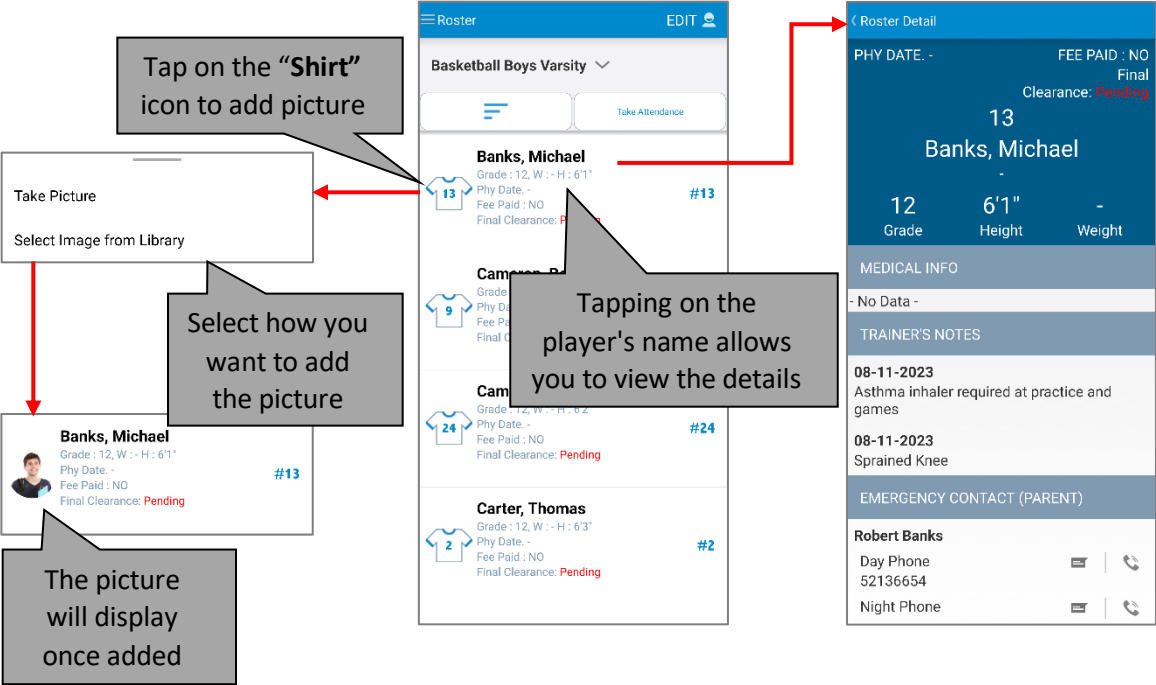 Roster
EDIT
Basketball Boys Varsity
Take Attendance
Banks, Michael
Grade : 12, W : - H : 6'1"
Phy Date. -
Fee Paid : NO
Final Clearance: Pending
13
#13
Grade
Phy Da
Fee Pa
Final C
9
Grade : 12, W : - H : 6'2"
Phy Date. -
Fee Paid : NO
Final Clearance: Pending
24
#24
Carter, Thomas
Grade : 12, W : - H : 6'3"
Phy Date. -
Fee Paid : NO
Final Clearance: Pending
2
#2
Tap on the “Shirt”
icon to add picture
Take Picture
Select Image from Library
Select how you
want to add
the picture
Banks, Michael
Grade : 12, W : - H : 6'1"
Phy Date. -
Fee Paid : NO
Final Clearance: Pending
#13
The picture
will display
once added
Tapping on the
player's name allows
you to view the details
Roster Detail
PHY DATE. -
FEE PAID : NO
Final
Clearance: Pending
13
Banks, Michael
-
12
6'1"
-
Grade
Height
Weight
MEDICAL INFO
- No Data -
TRAINER'S NOTES
08-11-2023
Asthma inhaler required at practice and
games
08-11-2023
Sprained Knee
EMERGENCY CONTACT (PARENT)
Robert Banks
Day Phone
52136654
Night Phone